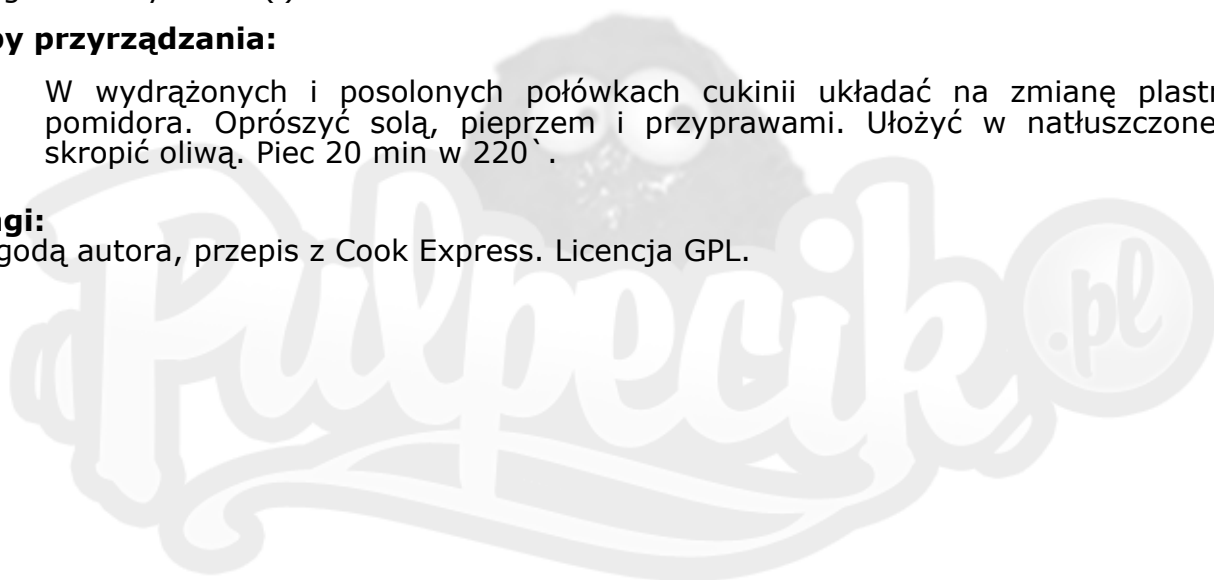 by przyrządzania:
W wydrążonych i posolonych połówkach cukinii układać na zmianę plastr
pomidora. Oprószyć solą, pieprzem i przyprawami. Ułożyć w natłuszczone
skropić oliwą. Piec 20 min w 220`.
gi:
godą autora, przepis z Cook Express. Licencja GPL.
Pulpecik.pl